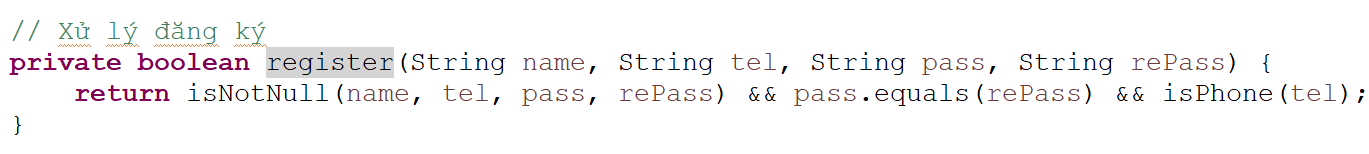 // Xử lý đăng ký
private boolean register(String name, String tel, String pass, String rePass) {
    return isNotNull(name, tel, pass, rePass) && pass.equals(rePass) && isPhone(tel);
}